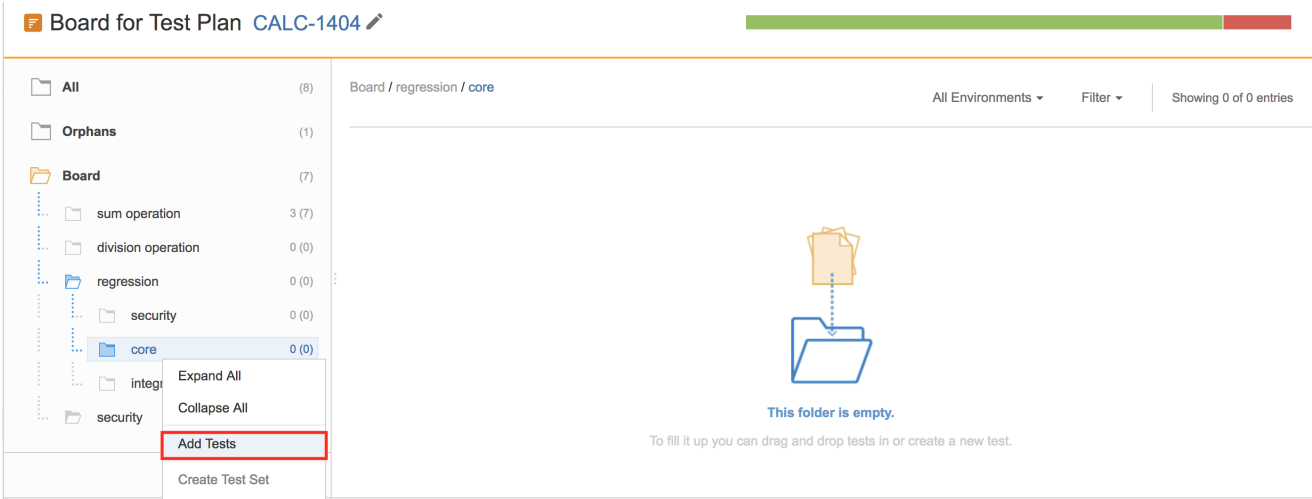 Board for Test Plan CALC-1404
All (8)
Orphans (1)
Board (7)
sum operation 3 (7)
division operation 0 (0)
regression 0 (0)
security 0 (0)
core 0 (0)
integr
security
Expand All
Collapse All
Add Tests
Create Test Set
Board / regression / core
All Environments
Filter
Showing 0 of 0 entries
This folder is empty.
To fill it up you can drag and drop tests in or create a new test.